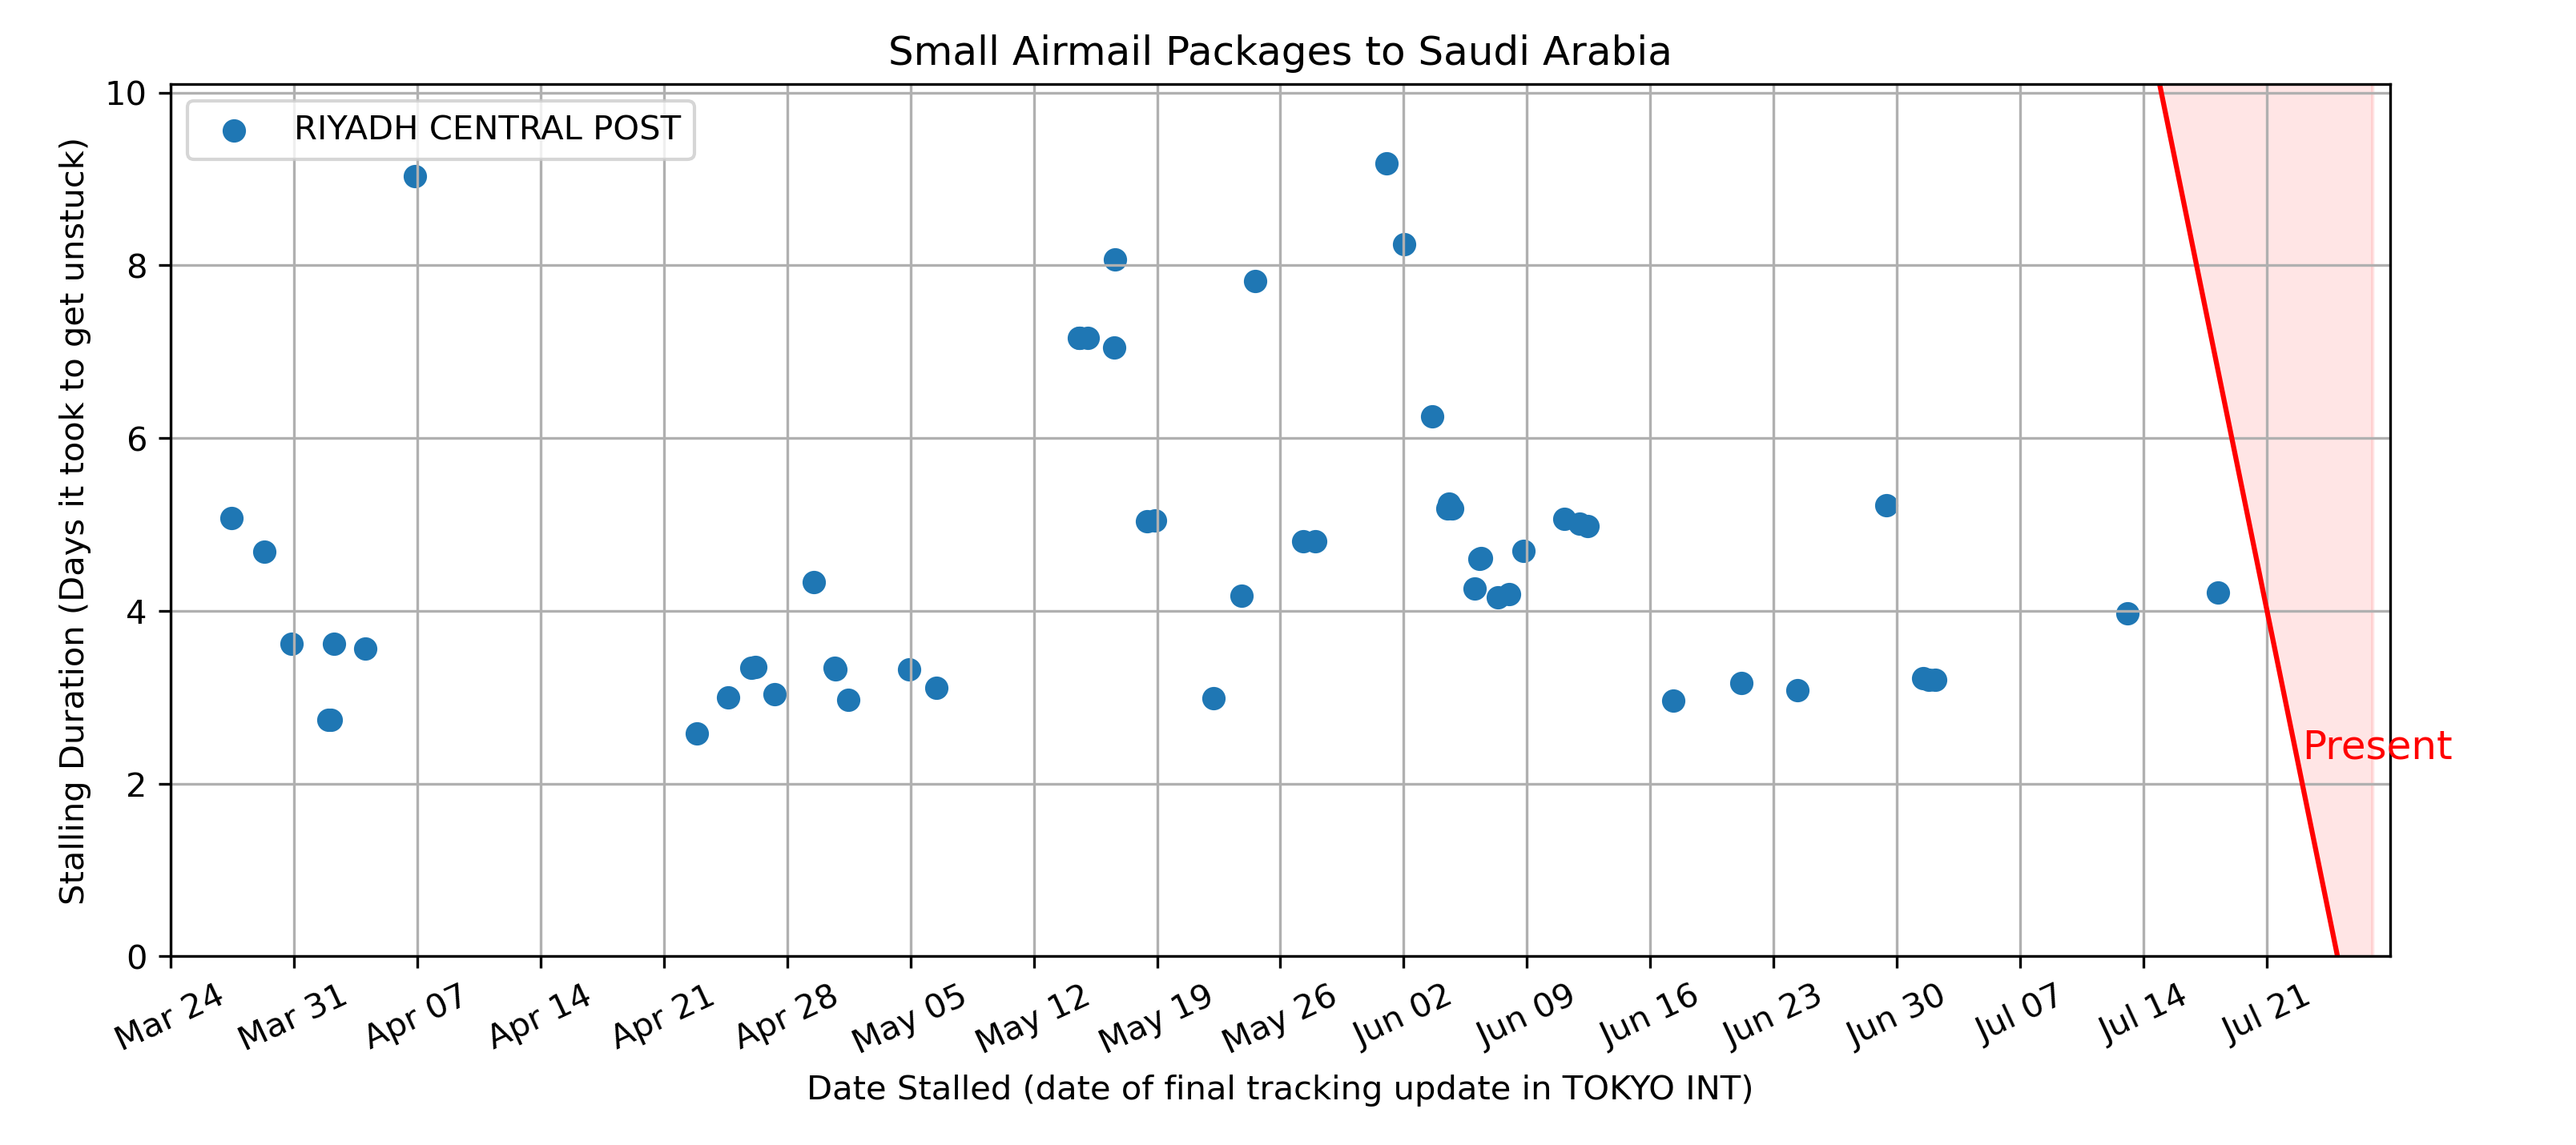 Small Airmail Packages to Saudi Arabia
RIYADH CENTRAL POST
Stalling Duration (Days it took to get unstuck)
10
8
6
4
2
0
Present
Mar 24
Mar 31
Apr 07
Apr 14
Apr 21
Apr 28
May 05
May 12
May 19
May 26
Jun 02
Jun 09
Jun 16
Jun 23
Jun 30
Jul 07
Jul 14
Jul 21
Date Stalled (date of final tracking update in TOKYO INT)